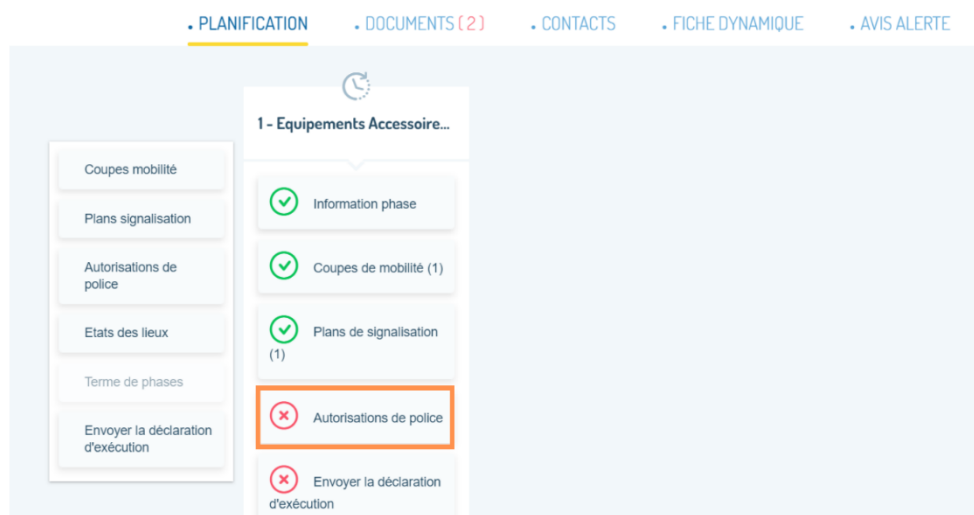 . PLANIFICATION
. DOCUMENTS (2)
. CONTACTS
. FICHE DYNAMIQUE
. AVIS ALERTE
1 - Equipements Accessoire...
Coupes mobilité
Plans signalisation
Autorisations de
police
Etats des lieux
Terme de phases
Envoyer la déclaration
d'exécution
Information phase
Coupes de mobilité (1)
Plans de signalisation
(1)
Autorisations de police
Envoyer la déclaration
d'exécution